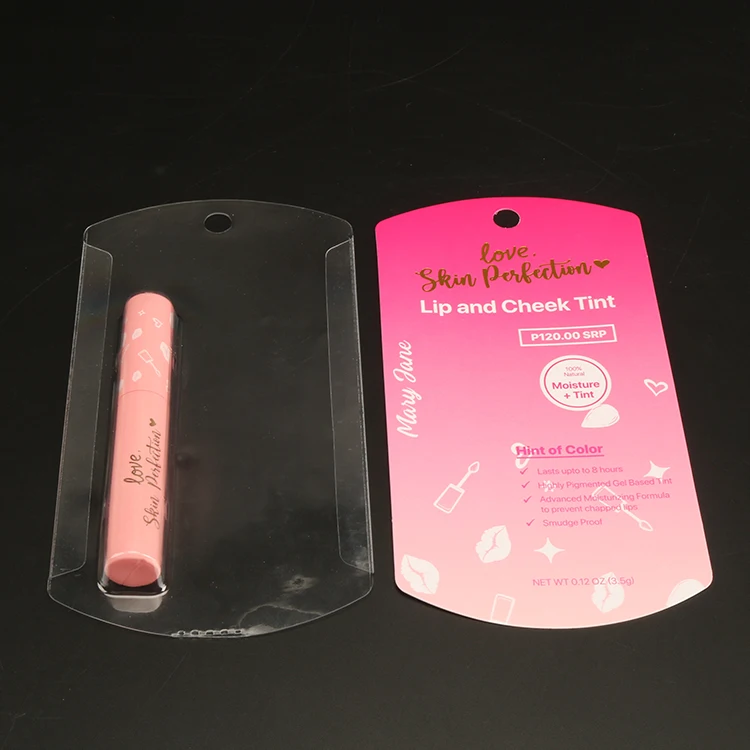 love.
Skin Perfection
love.
Skin Perfection
Lip and Cheek Tint
P120.00 SRP
Mary Jane
100%
Natural
Moisture
+ Tint
Hint of Color
✓ Lasts upto to 8 hours
✓ Highly Pigmented Gel Based Tint
✓ Advanced Moisturizing Formula
to prevent chapped lips
✓ Smudge Proof
NET WT 0.12 OZ (3.5g)